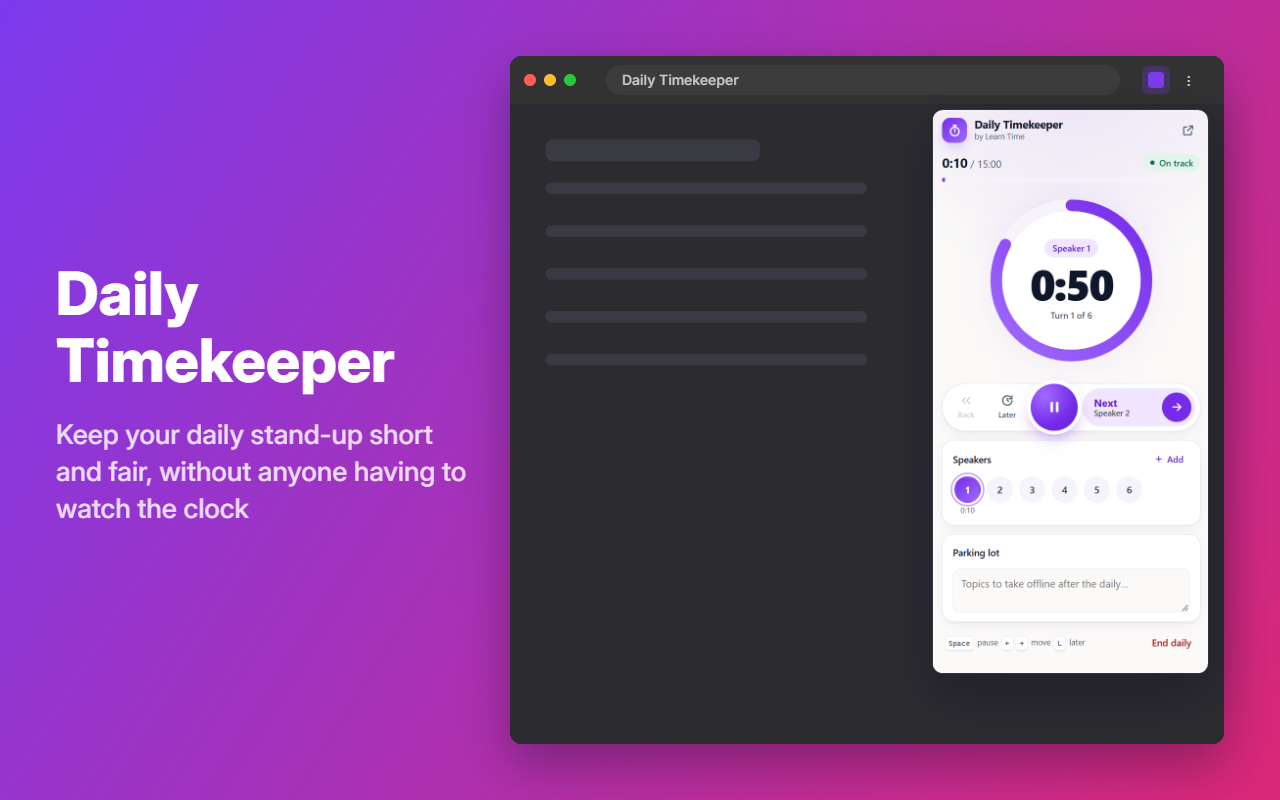 Daily
Timekeeper
Keep your daily stand-up short
and fair, without anyone having to
watch the clock
Daily Timekeeper
Daily Timekeeper
by Learn Time
0:10 / 15:00
On track
Speaker 1
0:50
Turn 1 of 6
Back
Later
Next
Speaker 2
Speakers
+ Add
1 2 3 4 5 6
0:10
Parking lot
Topics to take offline after the daily...
Space pause ← → move L later
End daily